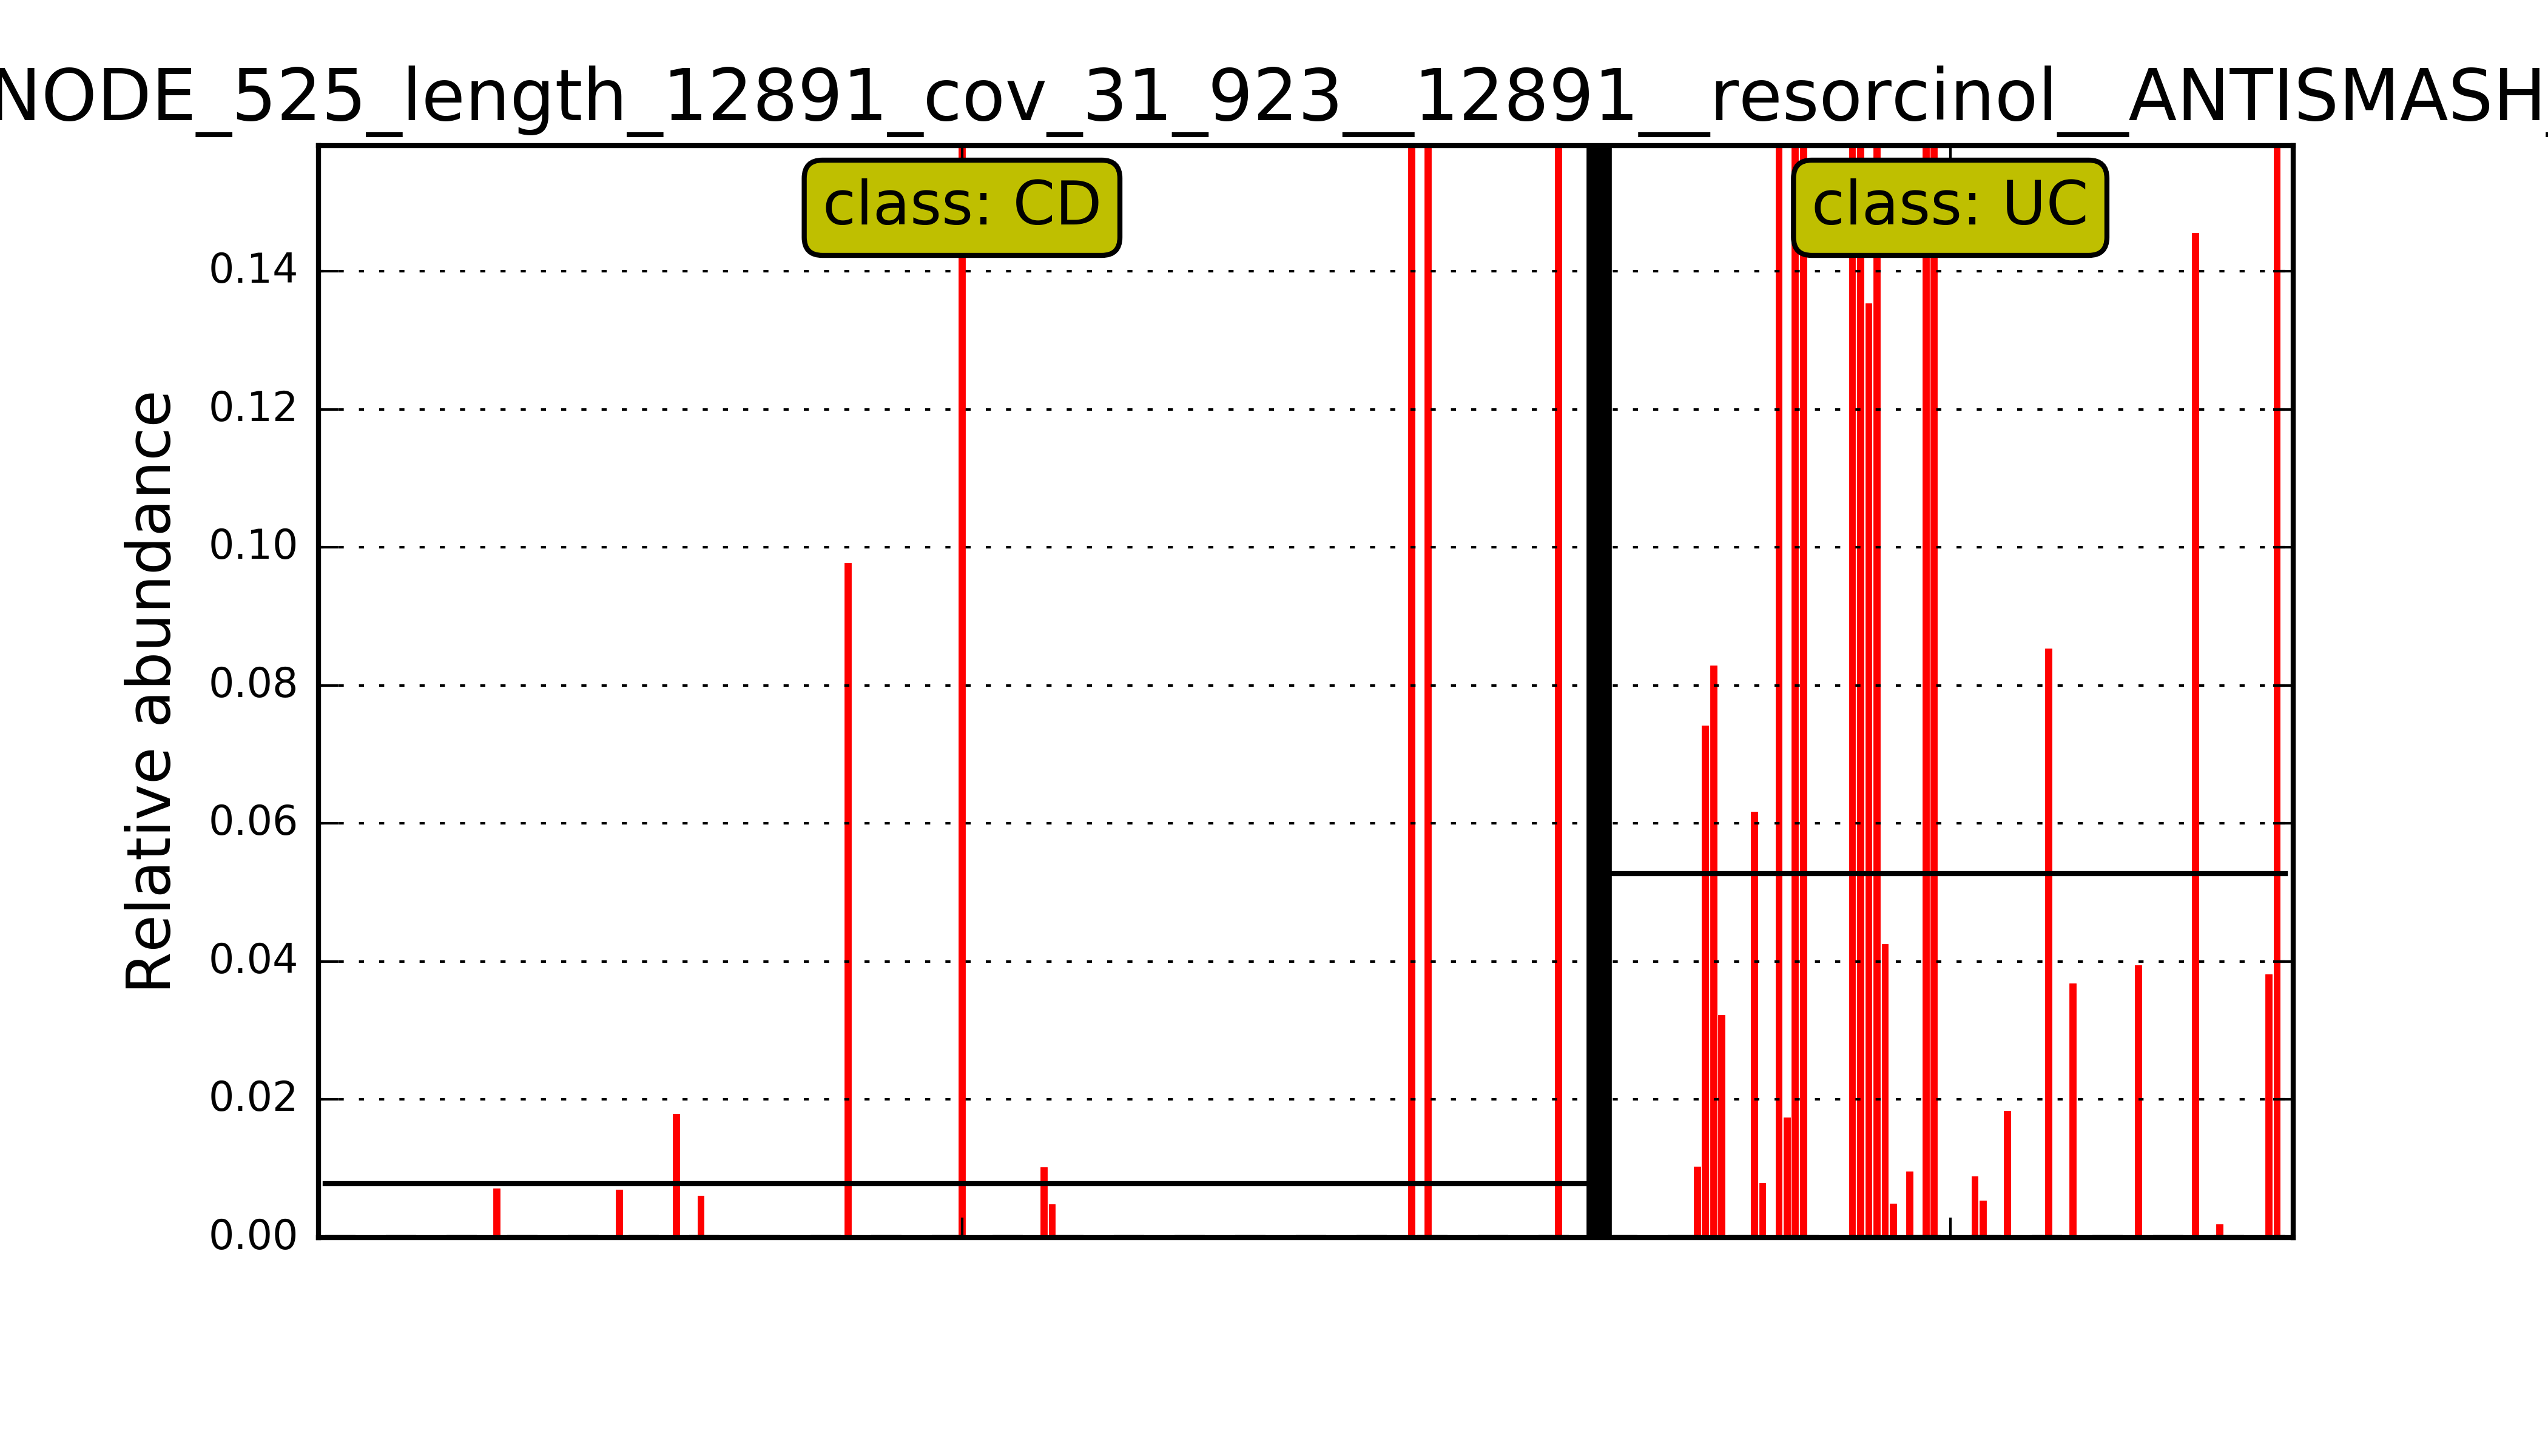 NODE_525_length_12891_cov_31_923__12891__resorcinol__ANTISMASH_
class: CD
class: UC
0.14
0.12
0.10
0.08
0.06
0.04
0.02
0.00
Relative abundance